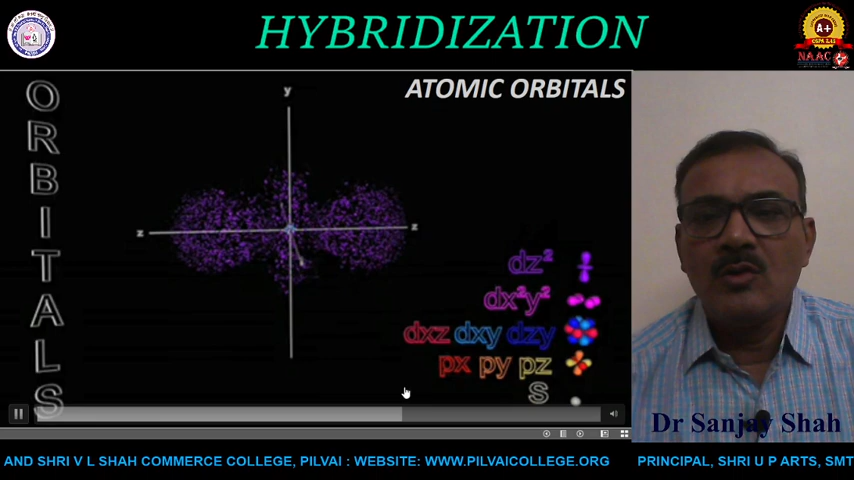 HYBRIDIZATION
A+
NAAC
ORBITALS
ATOMIC ORBITALS
y
z
z
dz²
dx²y²
dxz dxy dzy
px py pz
S
Dr Sanjay Shah
AND SHRI V L SHAH COMMERCE COLLEGE, PILVAI : WEBSITE: WWW.PILVAICOLLEGE.ORG PRINCIPAL, SHRI U P ARTS, SMT